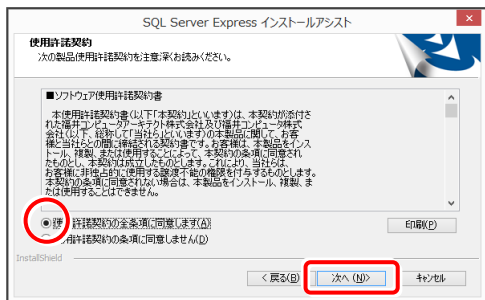 SQL Server Express インストールアシスト
使用許諾契約
次の製品使用許諾契約を注意深くお読みください。
■ソフトウェア使用許諾契約書
本使用許諾契約書(以下「本契約」といいます)は、本契約が添付さ
れた福井コンピュータアーキテクト株式会社及び福井コンピュータ株式
会社(以下、総称して「当社ら」といいます)の本製品に関して、お客
様と当社らとの間に締結される契約書です。お客様は、本製品をインス
トール、複製、または使用することによって、本契約の条項に同意され
たものとし、本契約は成立したものとします。これにより、当社らは、
お客様に非独占的に使用する譲渡不能の権限を付与するものとします。
本契約の条項に同意されない場合は、本製品をインストール、複製、ま
たは使用することはできません。
使用許諾契約の全条項に同意します(A)
印刷(P)
用許諾契約の条項に同意しません(D)
InstallShield
< 戻る(B)
次へ (N)>
キャンセル